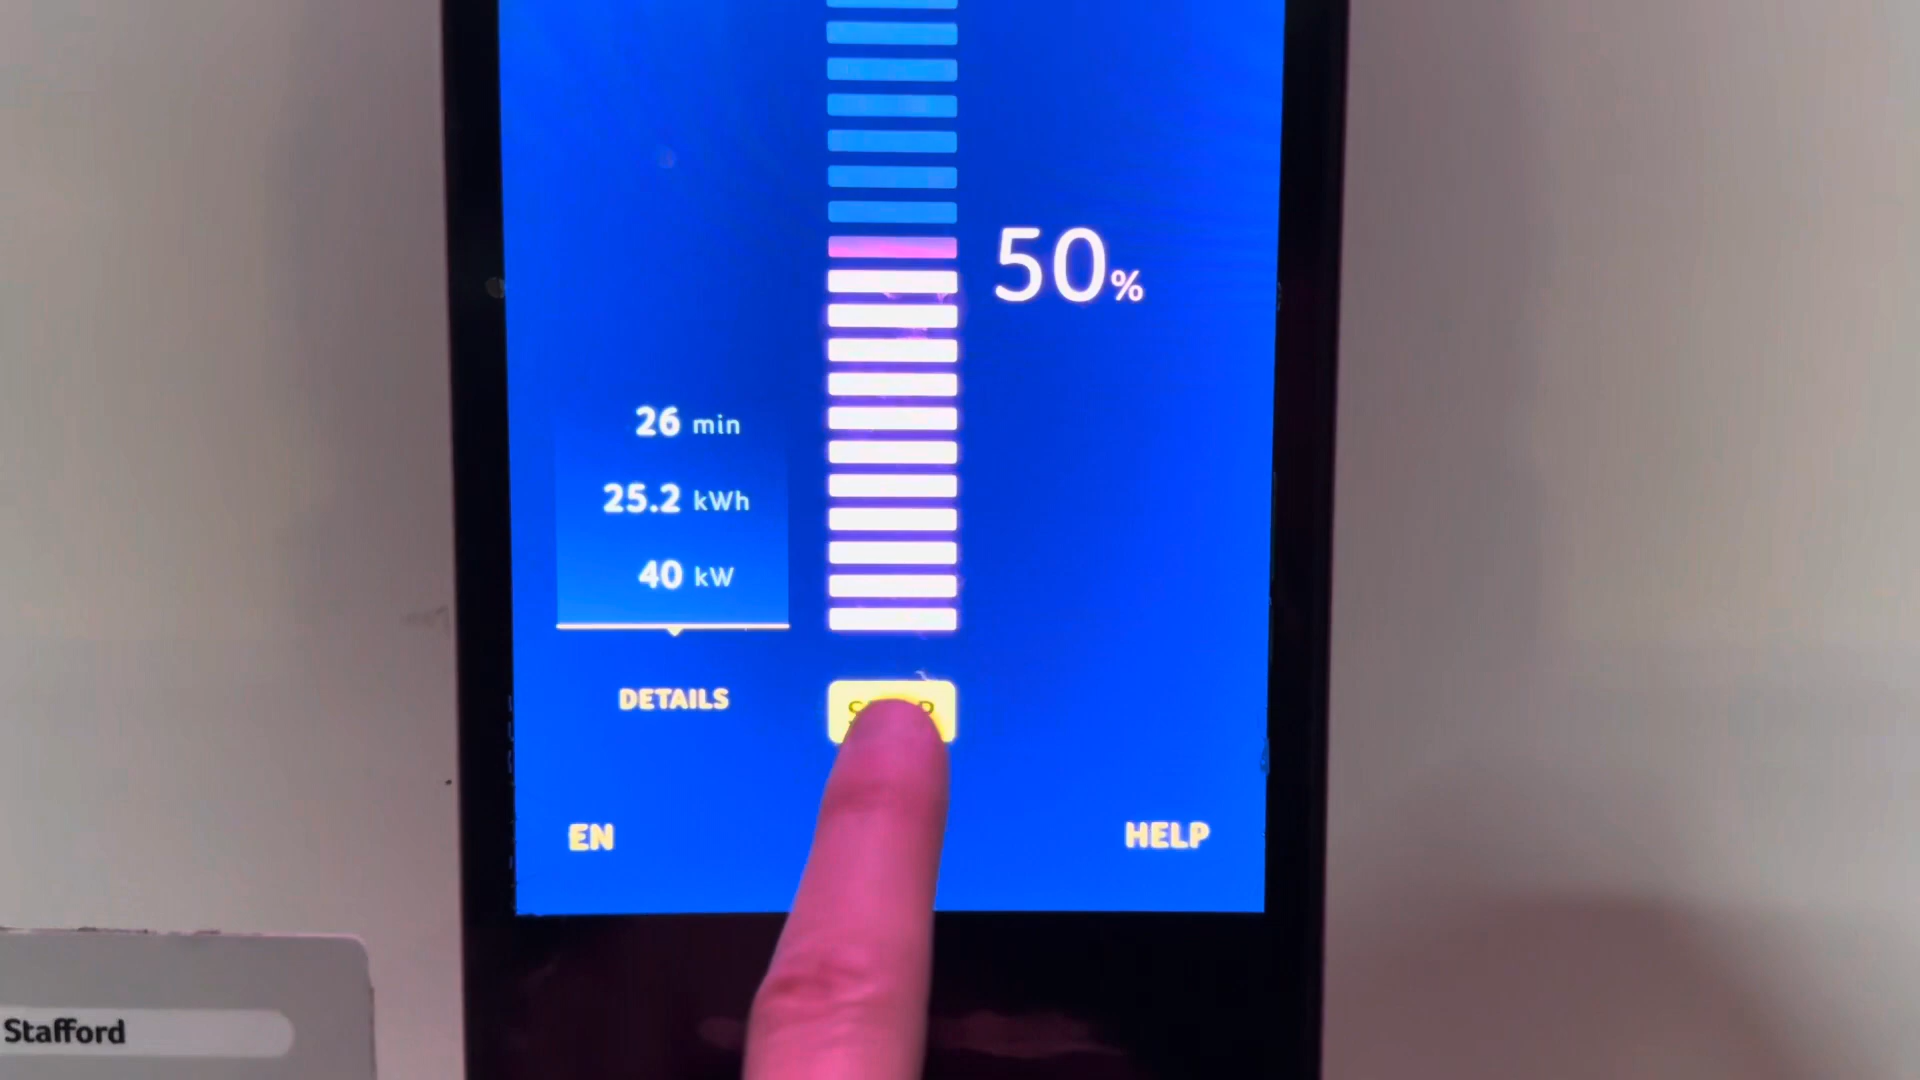 50%
26 min
25.2 kWh
40 kW
DETAILS
EN
HELP
Stafford